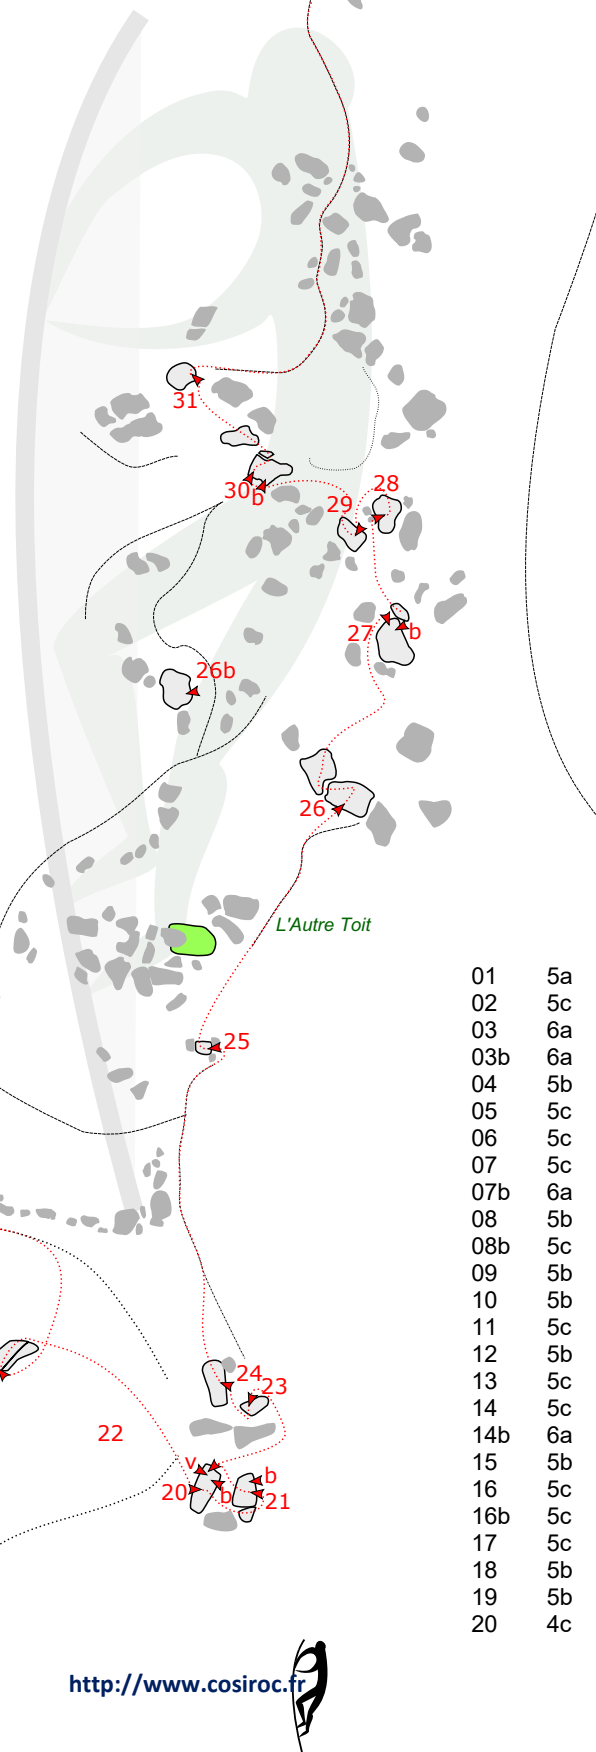 31
30 b
28
29
27 b
26b
26
L'Autre Toit
25
24
23
22
v
20 b
b
21
01 5a
02 5c
03 6a
03b 6a
04 5b
05 5c
06 5c
07 5c
07b 6a
08 5b
08b 5c
09 5b
10 5b
11 5c
12 5b
13 5c
14 5c
14b 6a
15 5b
16 5c
16b 5c
17 5c
18 5b
19 5b
20 4c
http://www.cosiroc.fr